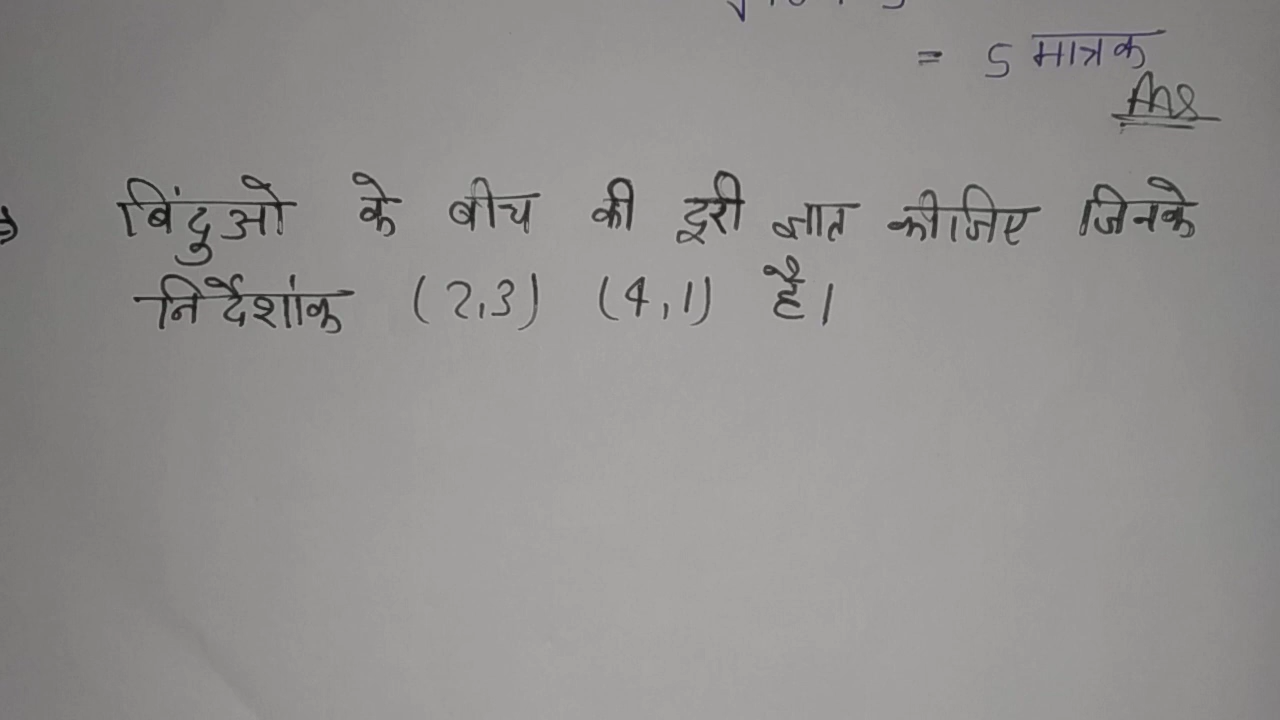 = 5 मात्रक
Ans
बिंदुओ के बीच की दूरी ज्ञात कीजिए जिनके
निर्देशांक (2,3) (4,1) है।